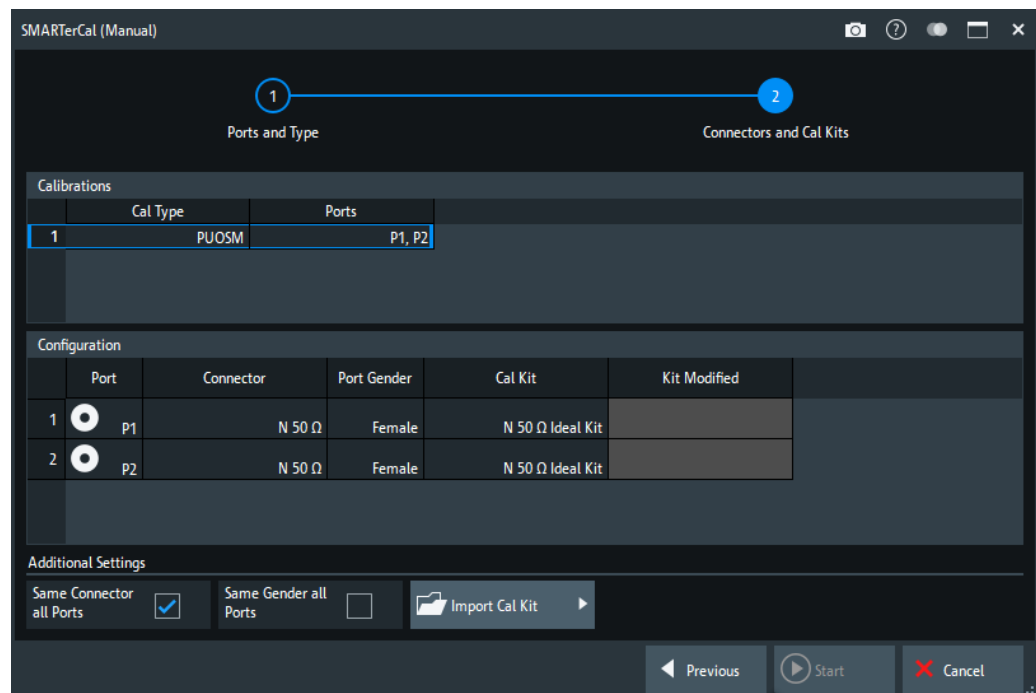 SMARTerCal (Manual)
1
2
Ports and Type
Connectors and Cal Kits
Calibrations
Cal Type Ports
1 PUOSM P1, P2
Configuration
Port Connector Port Gender Cal Kit Kit Modified
1 P1 N 50 Ω Female N 50 Ω Ideal Kit
2 P2 N 50 Ω Female N 50 Ω Ideal Kit
Additional Settings
Same Connector
all Ports
Same Gender all
Ports
Import Cal Kit
Previous Start Cancel